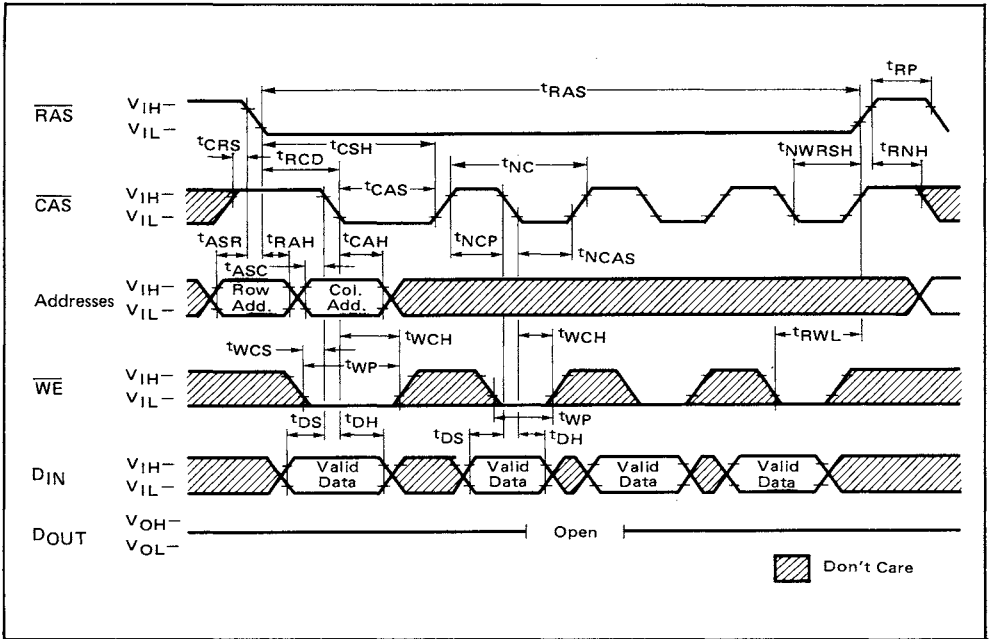 tRP
tRAS
RAS
VIH–
VIL–
tCRS
tRCD
tCSH
tNC
tNWRSH
tRNH
tCAS
CAS
VIH–
VIL–
tASR
tRAH
tCAH
tNCP
tNCAS
tASC
Addresses
VIH–
VIL–
Row Add.
Col. Add.
tWCS
tWCH
tWCH
tRWL
tWP
WE
VIH–
VIL–
tWP
tDS
tDH
tDS
tDH
DIN
VIH–
VIL–
Valid Data
Valid Data
Valid Data
Valid Data
DOUT
VOH–
VOL–
Open
Don't Care